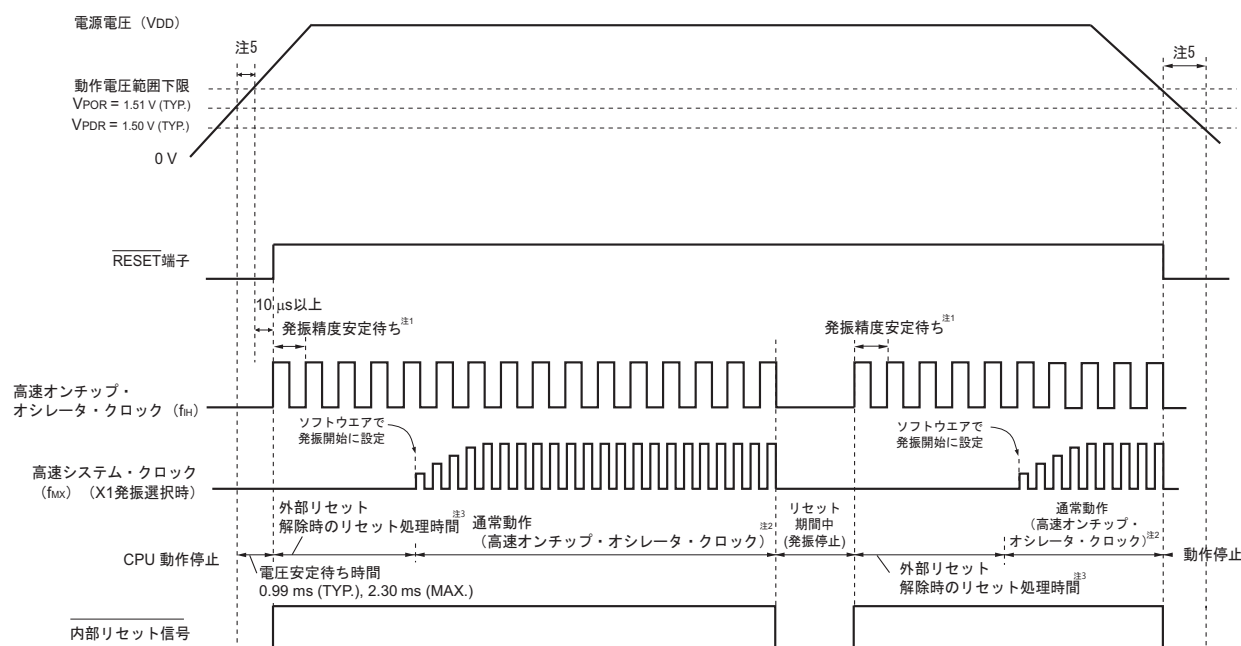 電源電圧（VDD）
注5
注5
動作電圧範囲下限
VPOR = 1.51 V (TYP.)
VPDR = 1.50 V (TYP.)
0 V
RESET端子
10 μs以上
発振精度安定待ち注1
発振精度安定待ち注1
高速オンチップ・
オシレータ・クロック（fIH）
ソフトウエアで
発振開始に設定
ソフトウエアで
発振開始に設定
高速システム・クロック
（fMX）（X1発振選択時）
外部リセット
解除時のリセット処理時間注3
通常動作
（高速オンチップ・オシレータ・クロック）注2
リセット
期間中
(発振停止)
通常動作
（高速オンチップ・
オシレータ・クロック）注2
CPU 動作停止
動作停止
電圧安定待ち時間
0.99 ms (TYP.), 2.30 ms (MAX.)
外部リセット
解除時のリセット処理時間注3
内部リセット信号